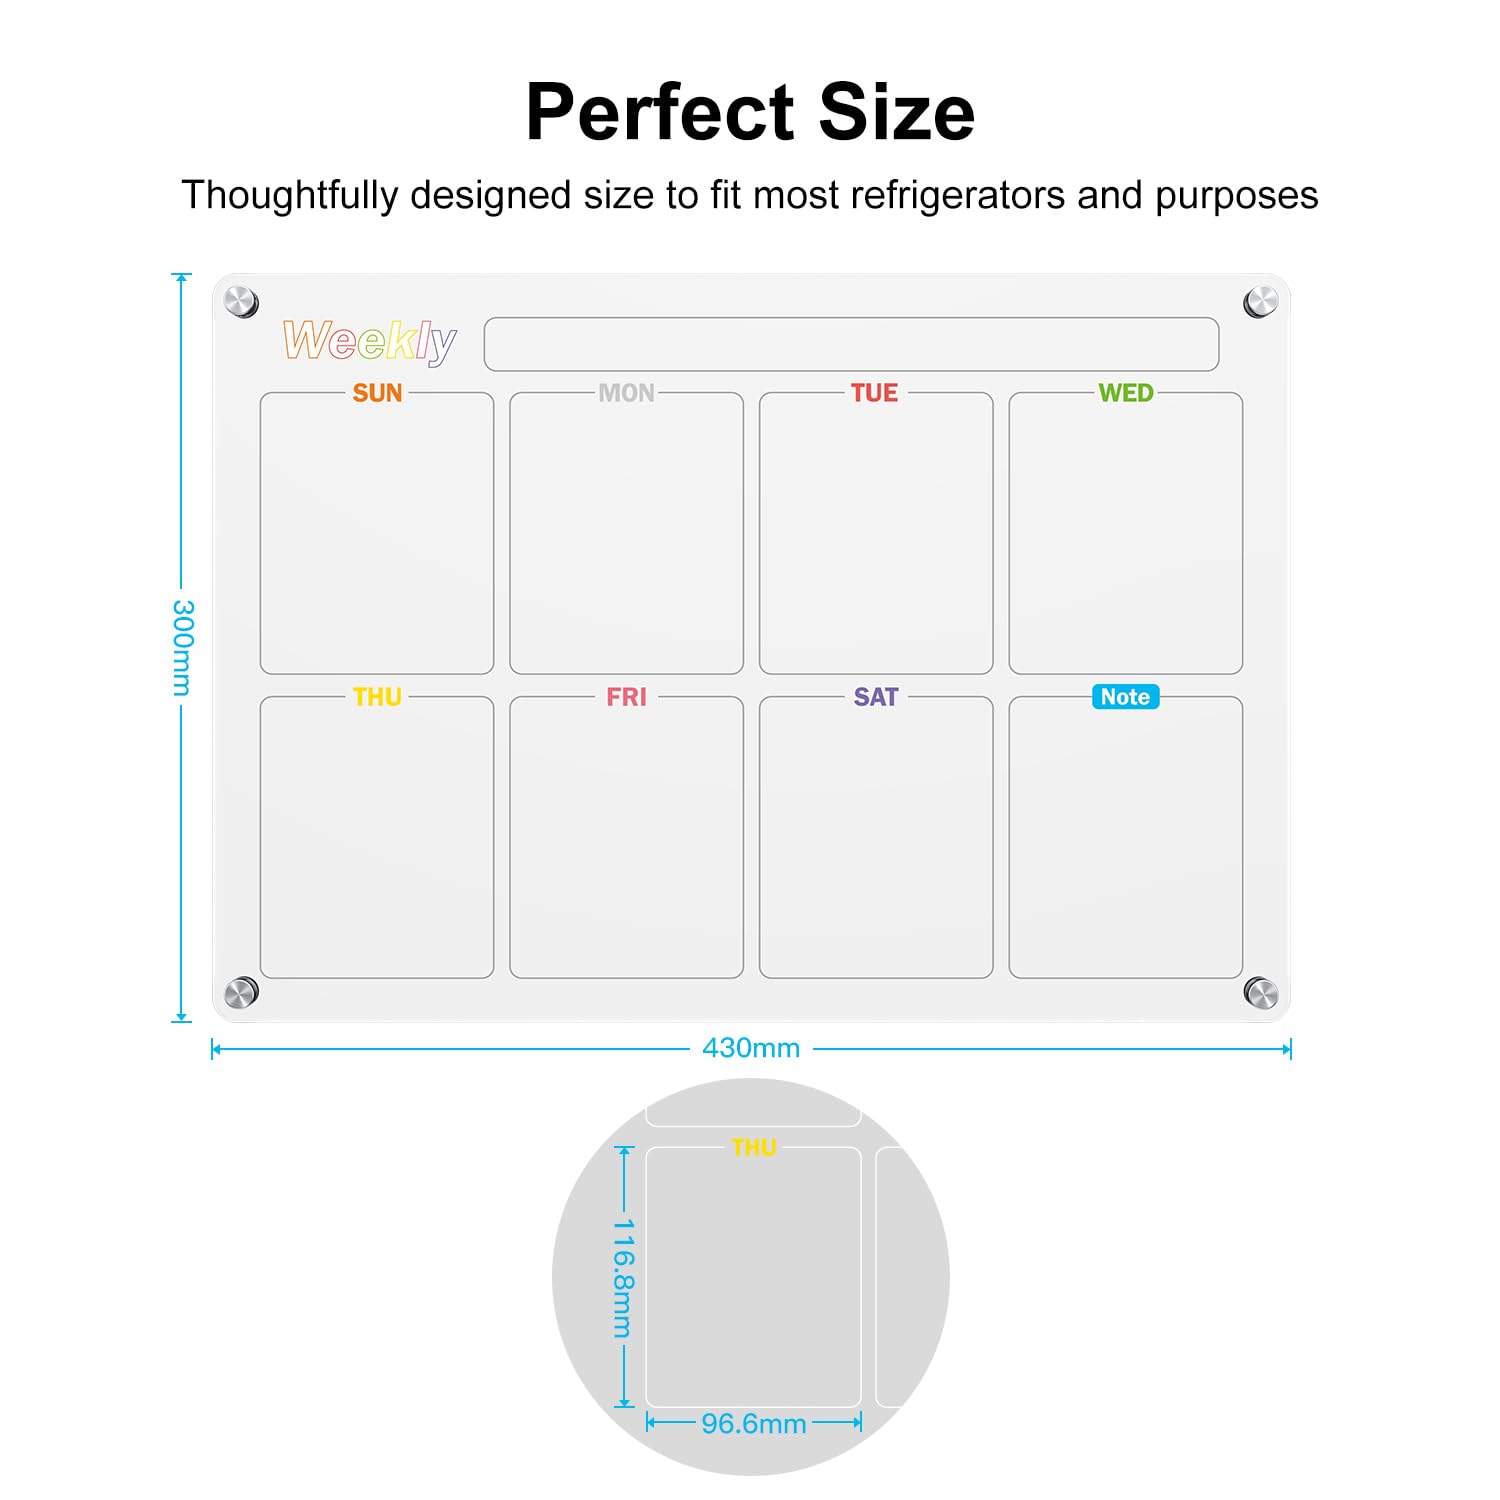 Perfect Size
Thoughtfully designed size to fit most refrigerators and purposes
Weekly
SUN MON TUE WED
300mm
THU FRI SAT Note
430mm
THU
116.8mm
96.6mm